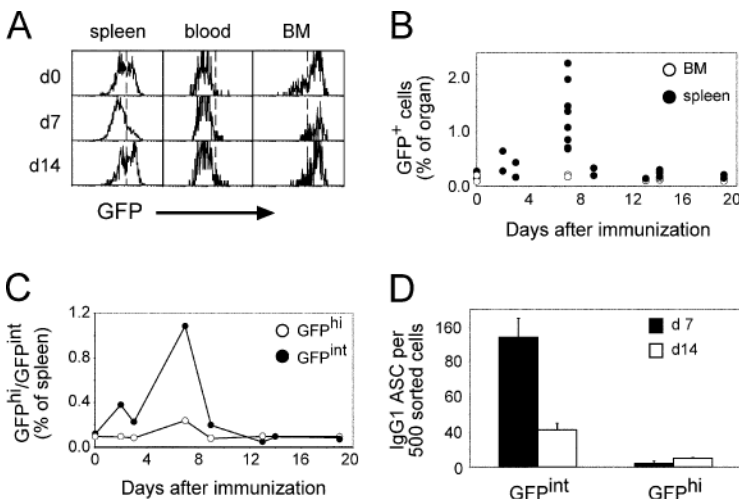 A
spleen blood BM
d0
d7
d14
GFP
B
GFP+ cells
(% of organ)
2.0
1.0
0.0
BM
spleen
0 4 8 12 16 20
Days after immunization
C
GFPhi/GFPint
(% of spleen)
1.2
0.8
0.4
0.0
GFPhi
GFPint
0 4 8 12 16 20
Days after immunization
D
IgG1 ASC per
500 sorted cells
160
80
40
0
d 7
d14
GFPint GFPhi